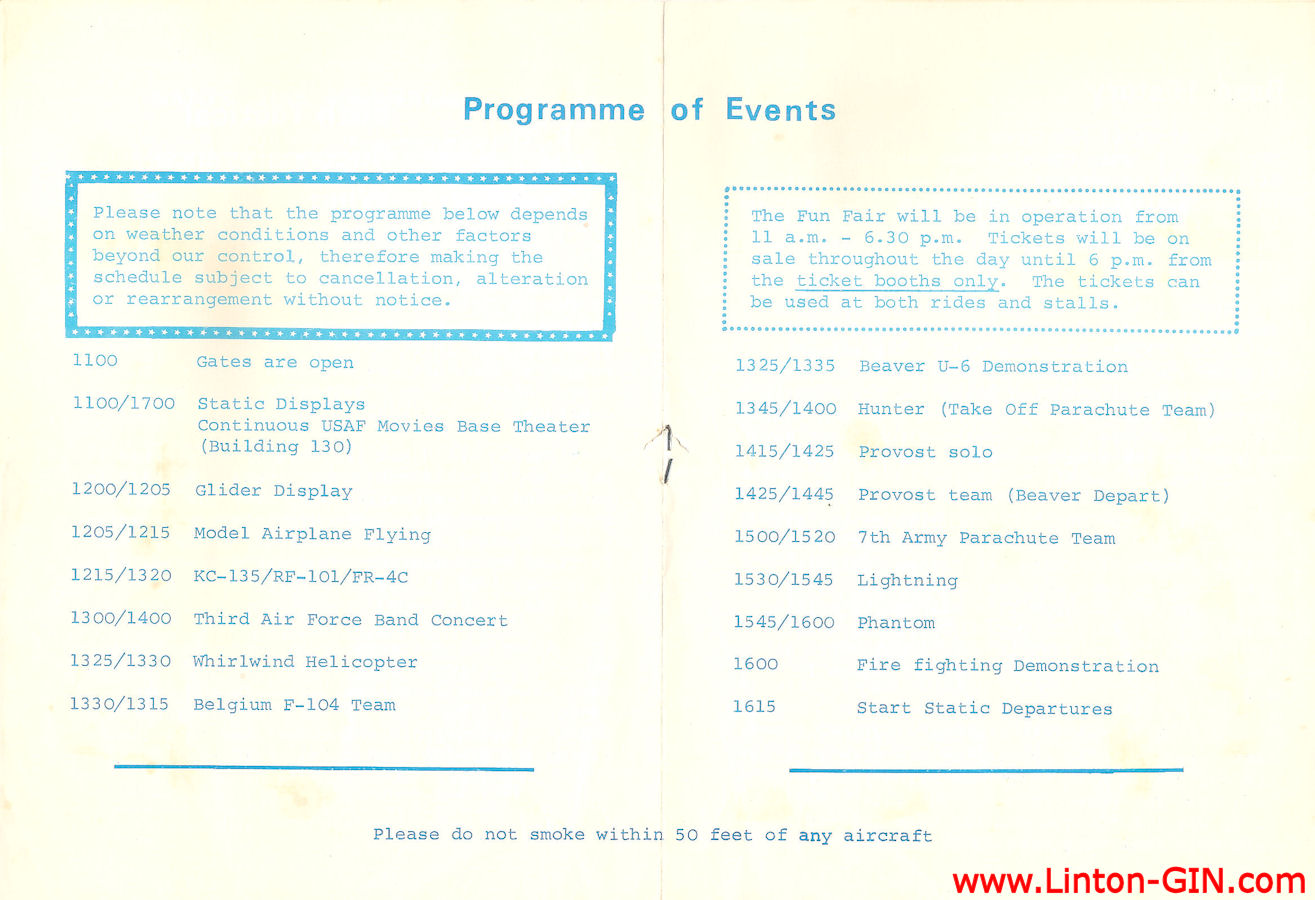 Programme of Events
Please note that the programme below depends
on weather conditions and other factors
beyond our control, therefore making the
schedule subject to cancellation, alteration
or rearrangement without notice.
1100 Gates are open
1100/1700 Static Displays
Continuous USAF Movies Base Theater
(Building 130)
1200/1205 Glider Display
1205/1215 Model Airplane Flying
1215/1320 KC-135/RF-101/FR-4C
1300/1400 Third Air Force Band Concert
1325/1330 Whirlwind Helicopter
1330/1315 Belgium F-104 Team
The Fun Fair will be in operation from
11 a.m. - 6.30 p.m. Tickets will be on
sale throughout the day until 6 p.m. from
the ticket booths only. The tickets can
be used at both rides and stalls.
1325/1335 Beaver U-6 Demonstration
1345/1400 Hunter (Take Off Parachute Team)
1415/1425 Provost solo
1425/1445 Provost team (Beaver Depart)
1500/1520 7th Army Parachute Team
1530/1545 Lightning
1545/1600 Phantom
1600 Fire fighting Demonstration
1615 Start Static Departures
Please do not smoke within 50 feet of any aircraft
www.Linton-GIN.com